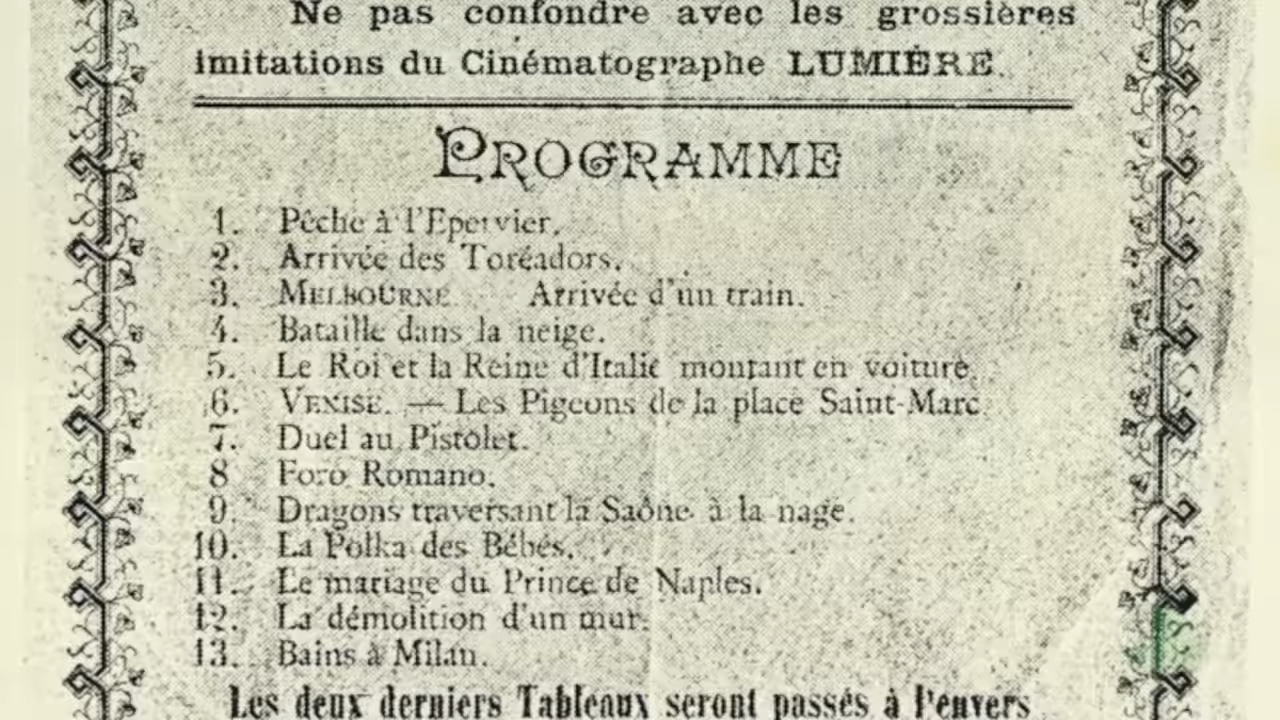 Ne pas confondre avec les grossières
imitations du Cinématographe LUMIÈRE.
PROGRAMME
1. Pêche à l'Epervier.
2. Arrivée des Toréadors.
3. MELBOURNE Arrivée d'un train.
4. Bataille dans la neige.
5. Le Roi et la Reine d'Italie montant en voiture.
6. VENISE. — Les Pigeons de la place Saint-Marc.
7. Duel au Pistolet.
8 Foro Romano.
9. Dragons traversant la Saône à la nage.
10. La Polka des Bébés.
11. Le mariage du Prince de Naples.
12. La démolition d'un mur.
13. Bains à Milan.
Les deux derniers Tableaux seront passés à l'envers